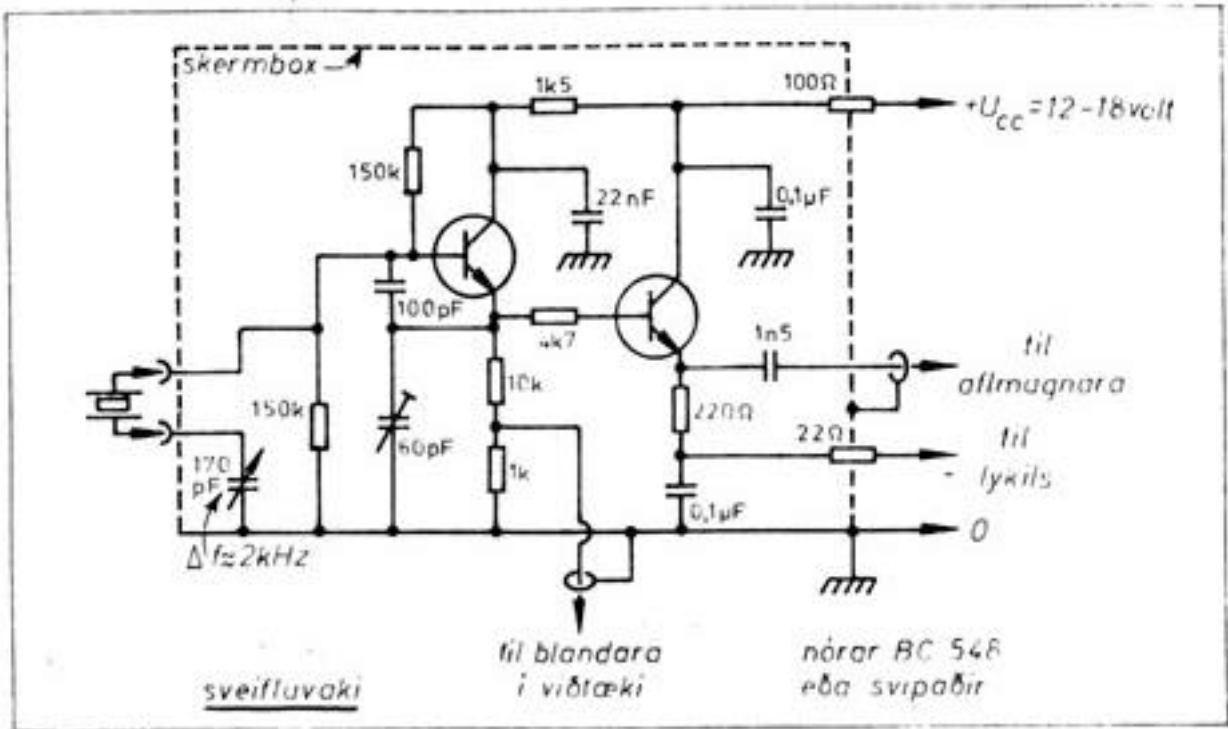 skermbox
1k5
100Ω
+Ucc = 12-18 volt
150k
22nF
0,1µF
100pF
4k7
1n5
til
aflmagnara
10k
150k
220Ω
22Ω
til
lykils
60pF
170
pF
1k
0,1µF
0
Δf≈2kHz
til blandara
i viðtæki
nórar BC 548
eða svipaðir
sveifluvaki